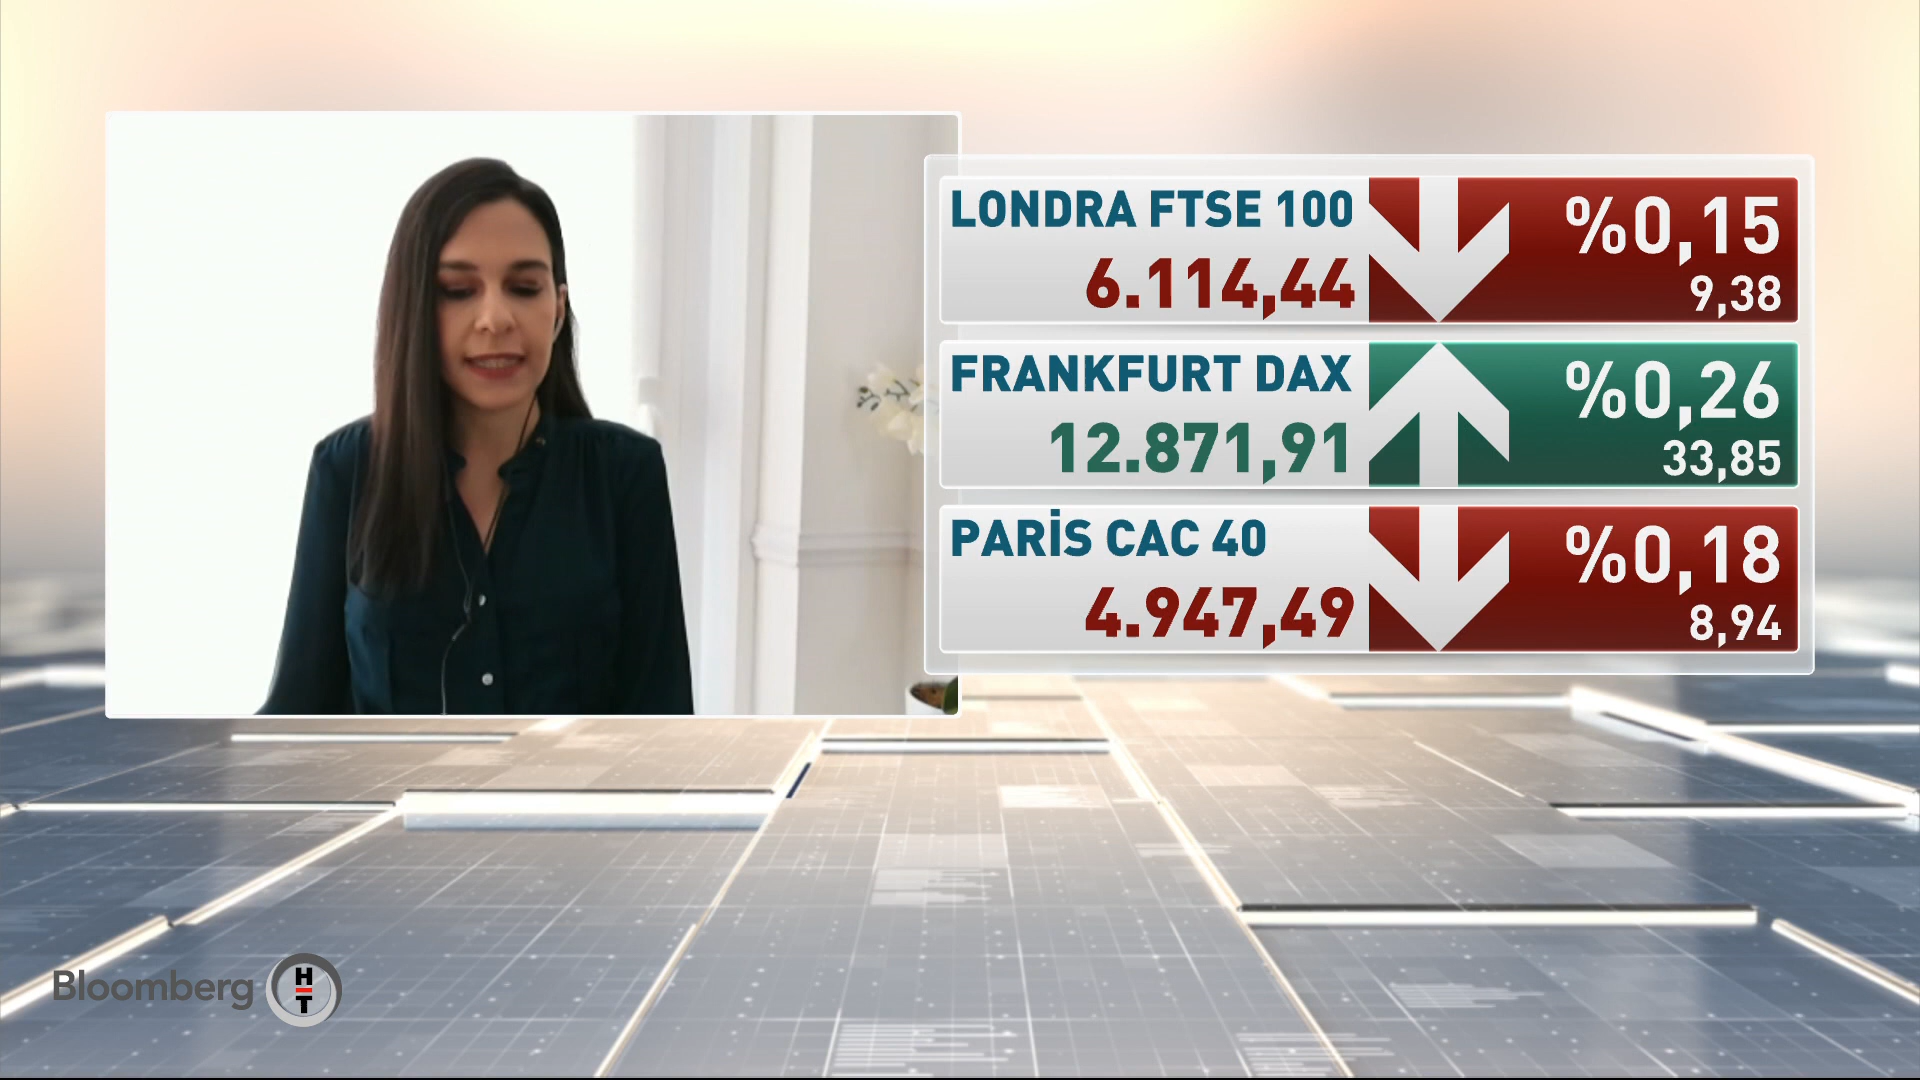 LONDRA FTSE 100
6.114,44
%0,15
9,38
FRANKFURT DAX
12.871,91
%0,26
33,85
PARİS CAC 40
4.947,49
%0,18
8,94
Bloomberg HT